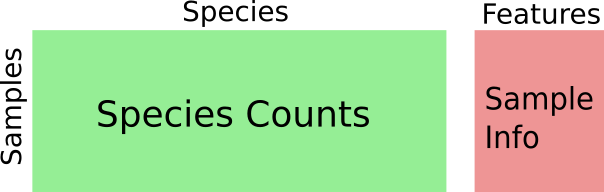 Species
Features
Samples
Species Counts
Sample
Info